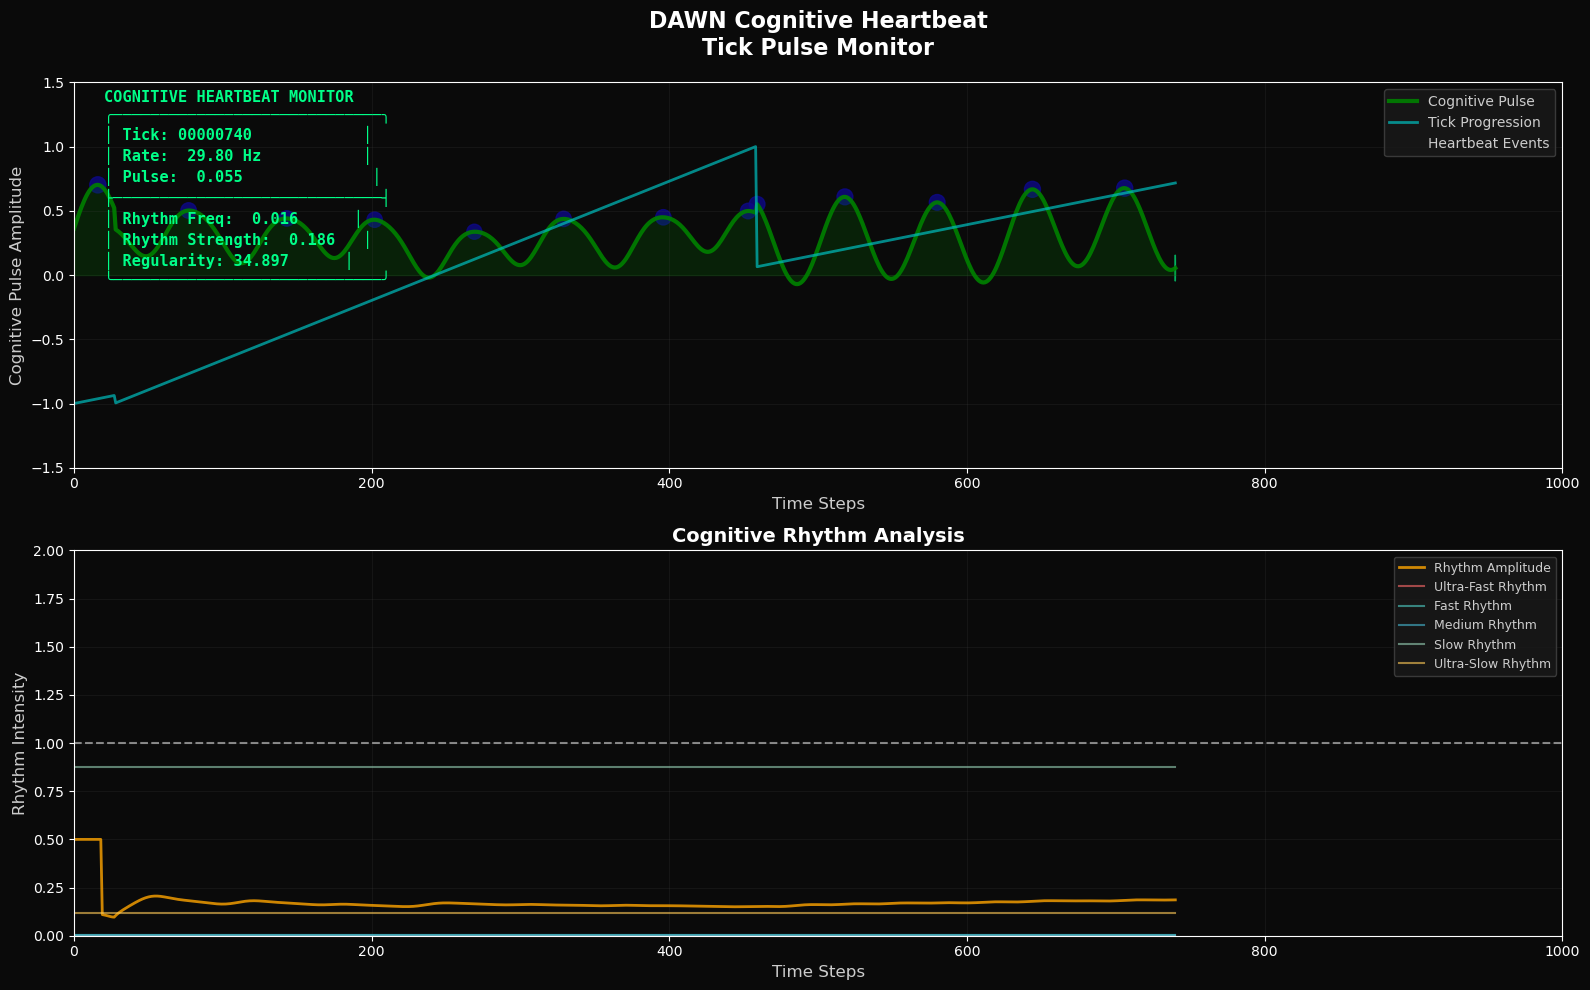 DAWN Cognitive Heartbeat
Tick Pulse Monitor
COGNITIVE HEARTBEAT MONITOR
Tick: 00000740
Rate:  29.80 Hz
Pulse:  0.055
Rhythm Freq:  0.016
Rhythm Strength:  0.186
Regularity: 34.897
Cognitive Pulse
Tick Progression
Heartbeat Events
Cognitive Pulse Amplitude
1.5
1.0
0.5
0.0
−0.5
−1.0
−1.5
0 200 400 600 800 1000
Time Steps
Cognitive Rhythm Analysis
Rhythm Amplitude
Ultra-Fast Rhythm
Fast Rhythm
Medium Rhythm
Slow Rhythm
Ultra-Slow Rhythm
Rhythm Intensity
2.00
1.75
1.50
1.25
1.00
0.75
0.50
0.25
0.00
0 200 400 600 800 1000
Time Steps